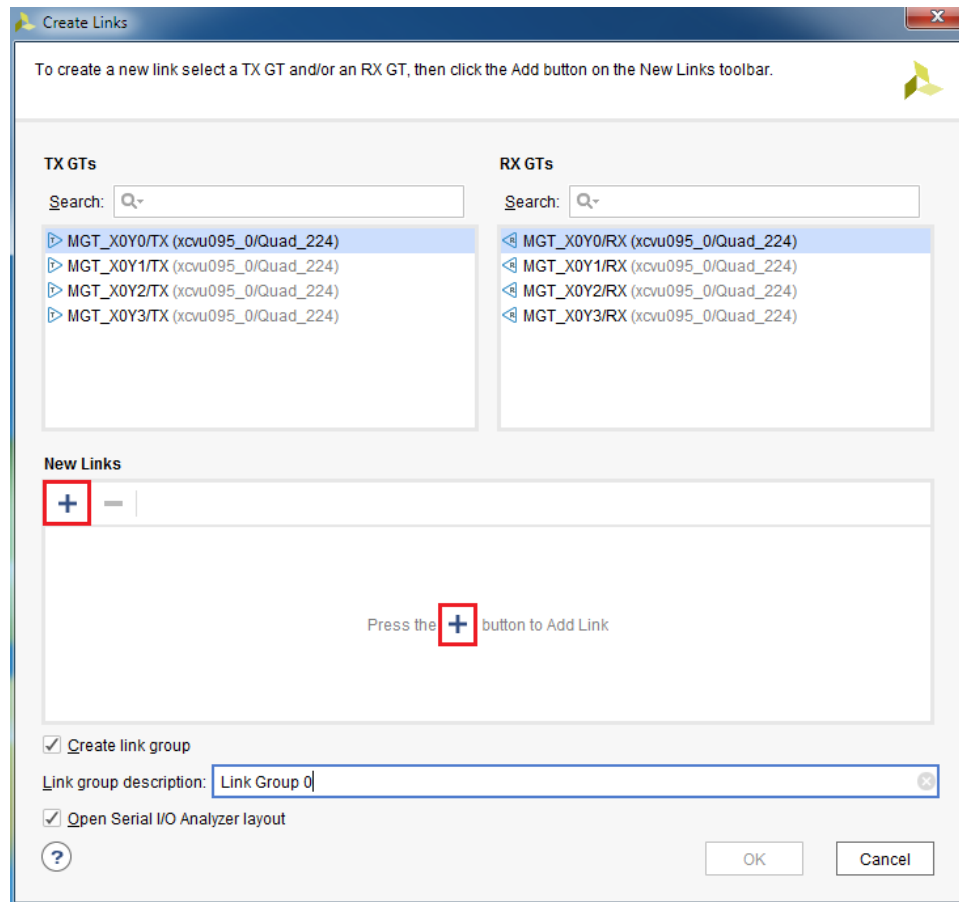 Create Links
To create a new link select a TX GT and/or an RX GT, then click the Add button on the New Links toolbar.
TX GTs
Search:
MGT_X0Y0/TX (xcvu095_0/Quad_224)
MGT_X0Y1/TX (xcvu095_0/Quad_224)
MGT_X0Y2/TX (xcvu095_0/Quad_224)
MGT_X0Y3/TX (xcvu095_0/Quad_224)
RX GTs
Search:
MGT_X0Y0/RX (xcvu095_0/Quad_224)
MGT_X0Y1/RX (xcvu095_0/Quad_224)
MGT_X0Y2/RX (xcvu095_0/Quad_224)
MGT_X0Y3/RX (xcvu095_0/Quad_224)
New Links
Press the + button to Add Link
Create link group
Link group description: Link Group 0
Open Serial I/O Analyzer layout
? OK Cancel